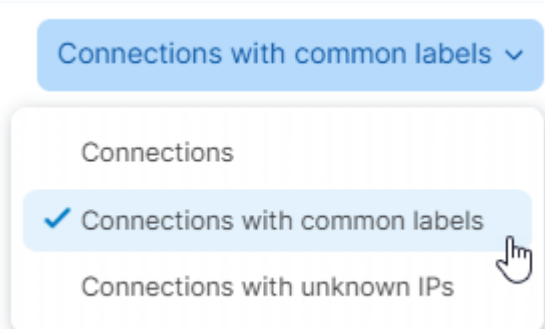 Connections with common labels
Connections
Connections with common labels
Connections with unknown IPs